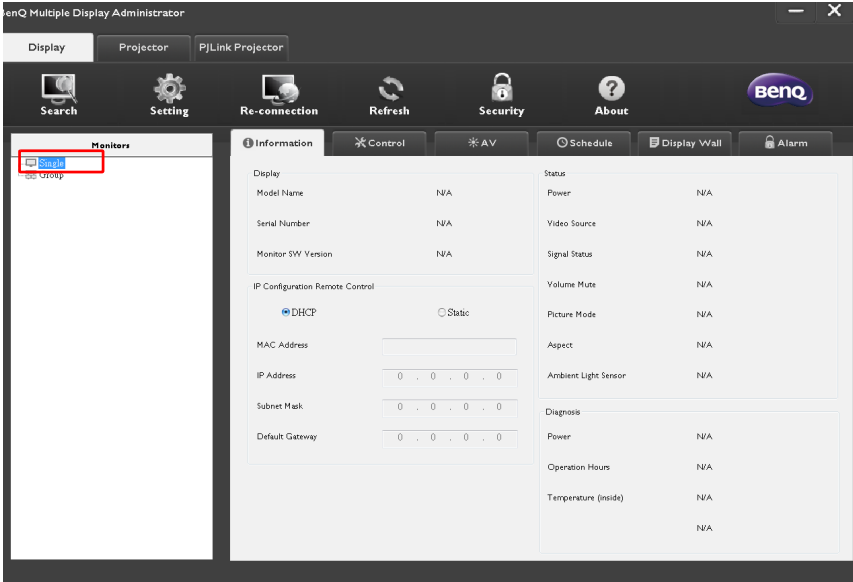 BenQ Multiple Display Administrator
Display Projector PJLink Projector
Search Setting Re-connection Refresh Security About BenQ
Monitors
Single
Group
Information Control AV Schedule Display Wall Alarm
Display
Model Name N/A
Serial Number N/A
Monitor SW Version N/A
IP Configuration Remote Control
DHCP Static
MAC Address
IP Address 0 . 0 . 0 . 0
Subnet Mask 0 . 0 . 0 . 0
Default Gateway 0 . 0 . 0 . 0
Status
Power N/A
Video Source N/A
Signal Status N/A
Volume Mute N/A
Picture Mode N/A
Aspect N/A
Ambient Light Sensor N/A
Diagnosis
Power N/A
Operation Hours N/A
Temperature (inside) N/A
N/A